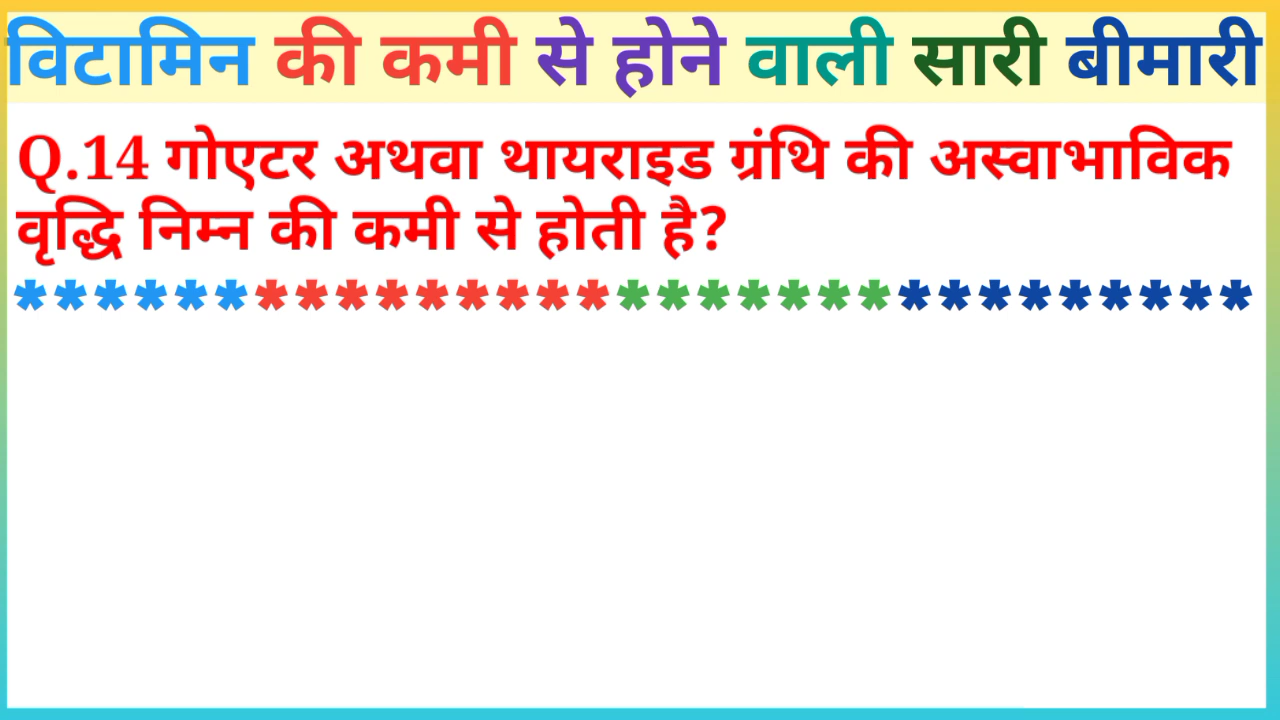 विटामिन की कमी से होने वाली सारी बीमारी
Q.14 गोएटर अथवा थायराइड ग्रंथि की अस्वाभाविक
वृद्धि निम्न की कमी से होती है?
*******************************